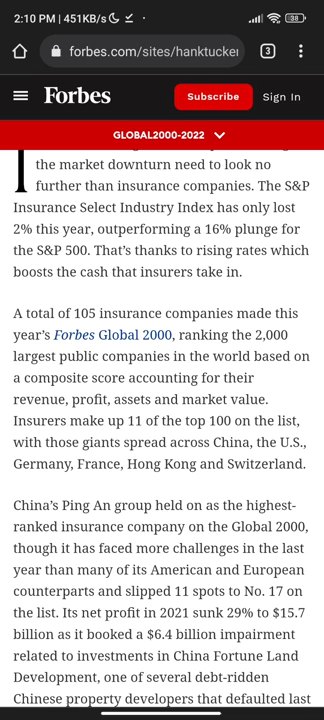 2:10 PM | 451KB/s
38
forbes.com/sites/hanktucker
3
Forbes
Subscribe
Sign In
GLOBAL2000-2022
I
the market downturn need to look no
further than insurance companies. The S&P
Insurance Select Industry Index has only lost
2% this year, outperforming a 16% plunge for
the S&P 500. That’s thanks to rising rates which
boosts the cash that insurers take in.
A total of 105 insurance companies made this
year’s Forbes Global 2000, ranking the 2,000
largest public companies in the world based on
a composite score accounting for their
revenue, profit, assets and market value.
Insurers make up 11 of the top 100 on the list,
with those giants spread across China, the U.S.,
Germany, France, Hong Kong and Switzerland.
China’s Ping An group held on as the highest-
ranked insurance company on the Global 2000,
though it has faced more challenges in the last
year than many of its American and European
counterparts and slipped 11 spots to No. 17 on
the list. Its net profit in 2021 sunk 29% to $15.7
billion as it booked a $6.4 billion impairment
related to investments in China Fortune Land
Development, one of several debt-ridden
Chinese property developers that defaulted last